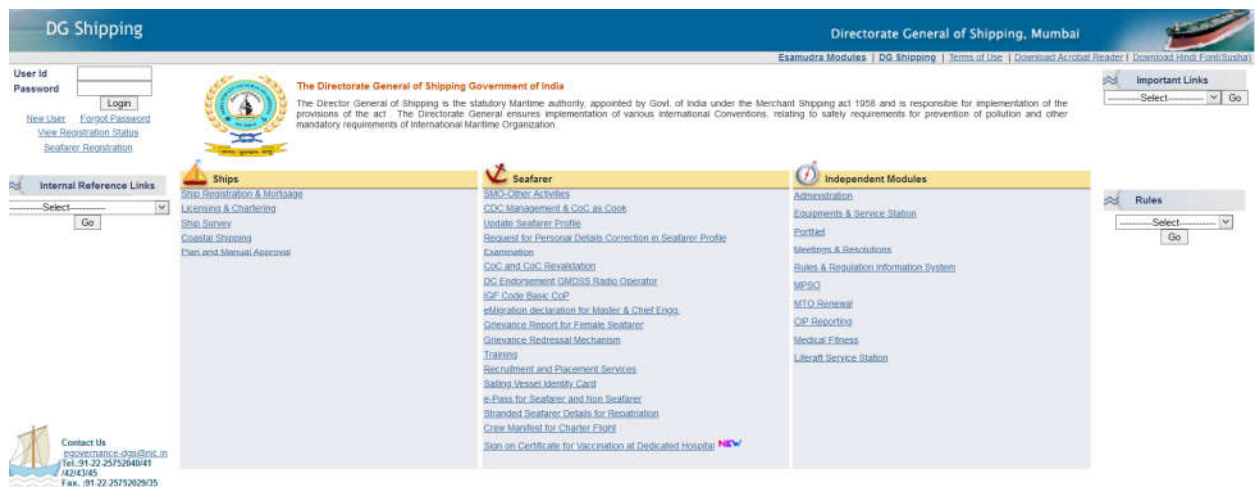 DG Shipping
Directorate General of Shipping, Mumbai
Esamudra Modules | DG Shipping | Terms of Use | Download Acrobat Reader | Download Hindi Font(Susha)
User Id
Password
Login
New User Forgot Password
View Registration Status
Seafarer Registration
The Directorate General of Shipping Government of India
The Director General of Shipping is the statutory Maritime authority, appointed by Govt. of India under the Merchant Shipping act 1958 and is responsible for implementation of the
provisions of the act . The Directorate General ensures implementation of various international Conventions, relating to safety requirements for prevention of pollution and other
mandatory requirements of International Maritime Organization
Important Links
----------Select----------- Go
Internal Reference Links
----------Select-----------
Go
Ships
Ship Registration & Mortgage
Licensing & Chartering
Ship Survey
Coastal Shipping
Plan and Manual Approval
Seafarer
SMO-Other Activities
CDC Management & CoC as Cook
Update Seafarer Profile
Request for Personal Details Correction in Seafarer Profile
Examination
CoC and CoC Revalidation
DC Endorsement GMDSS Radio Operator
IGF Code Basic CoP
eMigration declaration for Master & Chief Engg.
Grievance Report for Female Seafarer
Grievance Redressal Mechanism
Training
Recruitment and Placement Services
Sailing Vessel Identity Card
e-Pass for Seafarer and Non Seafarer
Stranded Seafarer Details for Repatriation
Crew Manifest for Charter Flight
Sign on Certificate for Vaccination at Dedicated Hospital NEW
Independent Modules
Administration
Equipments & Service Station
Portfiel
Meetings & Resolutions
Rules & Regulation Information System
MPSO
MTO Renewal
CIP Reporting
Medical Fitness
Liferaft Service Station
Rules
----------Select-----------
Go
Contact Us
egovernance-dgs@nic.in
Tel.:91-22-25752040/41
/42/43/45
Fax. :91-22-25752029/35